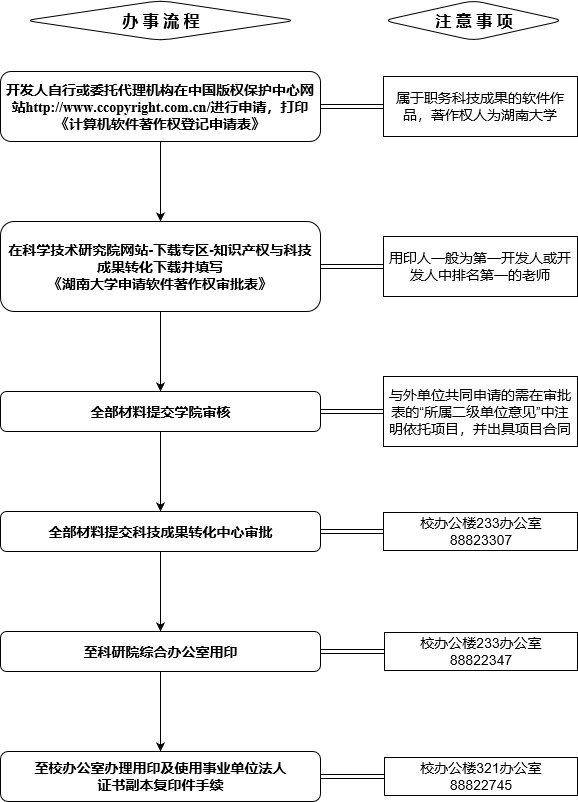 办事流程
注意事项
开发人自行或委托代理机构在中国版权保护中心网
站http://www.ccopyright.com.cn/进行申请，打印
《计算机软件著作权登记申请表》
属于职务科技成果的软件作
品，著作权人为湖南大学
在科学技术研究院网站-下载专区-知识产权与科技
成果转化下载并填写
《湖南大学申请软件著作权审批表》
用印人一般为第一开发人或开
发人中排名第一的老师
全部材料提交学院审核
与外单位共同申请的需在审批
表的“所属二级单位意见”中注
明依托项目，并出具项目合同
全部材料提交科技成果转化中心审批
校办公楼233办公室
88823307
至科研院综合办公室用印
校办公楼233办公室
88822347
至校办公室办理用印及使用事业单位法人
证书副本复印件手续
校办公楼321办公室
88822745